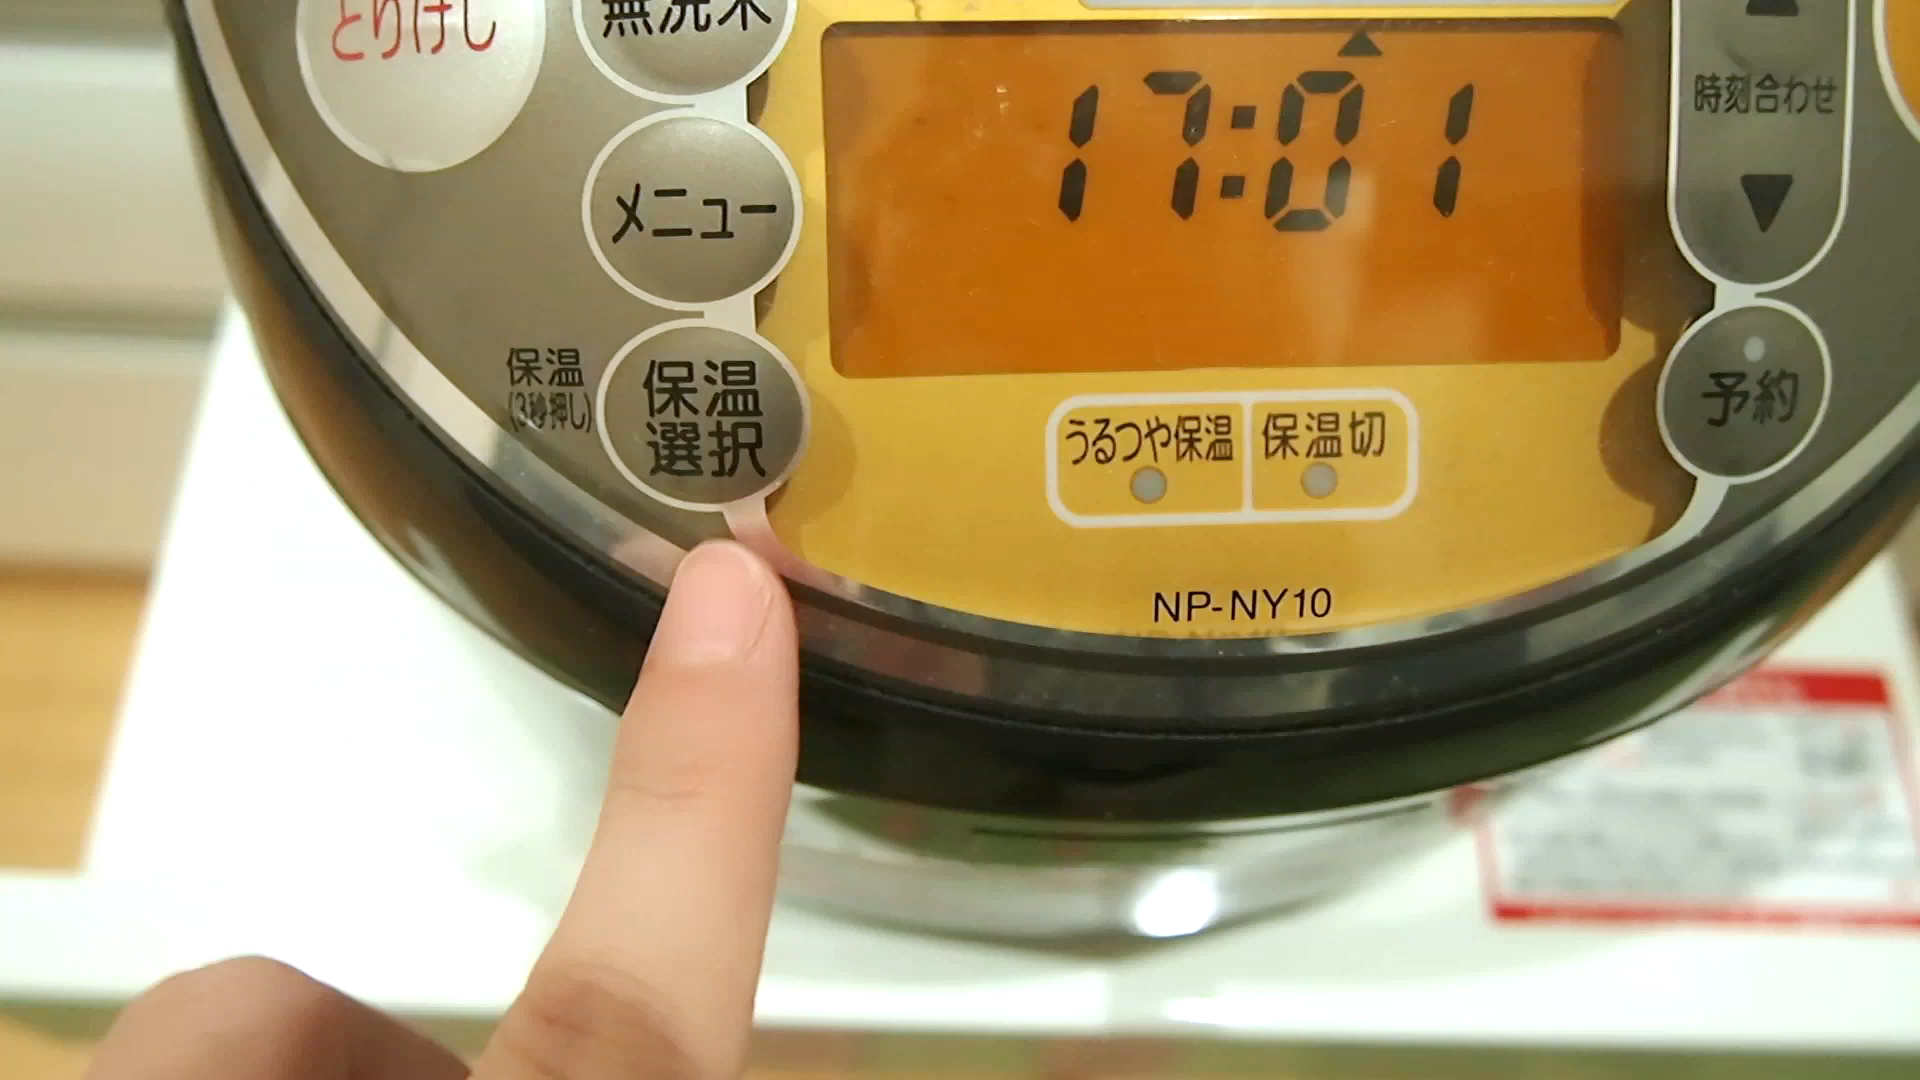 とりけし
無洗米
17:01
時刻合わせ
メニュー
保温
(3秒押し)
保温
選択
うるつや保温
保温切
予約
NP-NY10